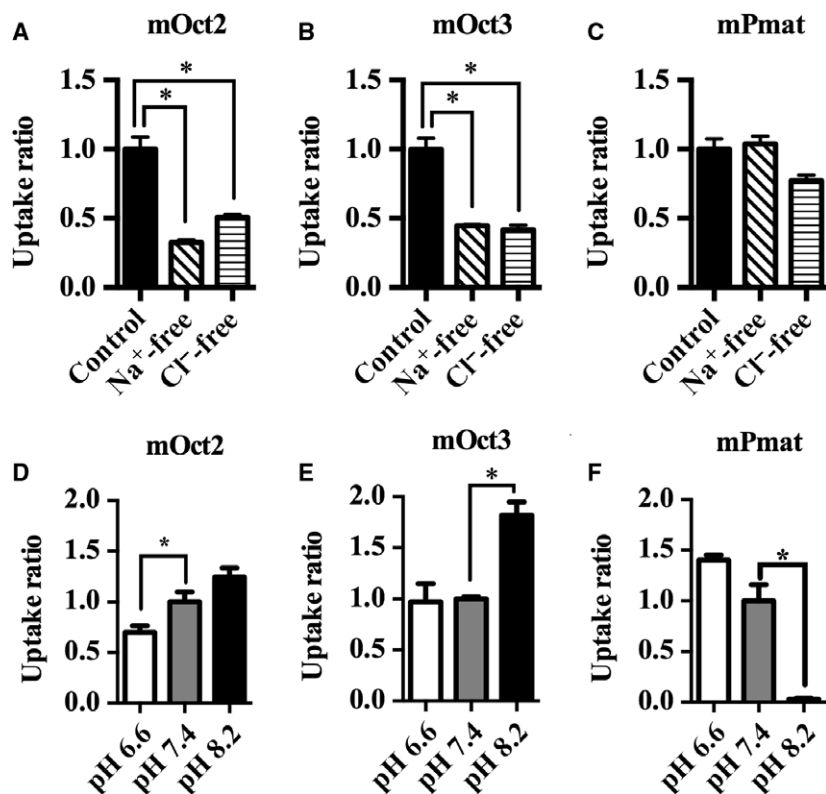 A mOct2
Uptake ratio
1.5
1.0
0.5
0.0
*
*
Control
Na⁺-free
Cl⁻-free
B mOct3
Uptake ratio
1.5
1.0
0.5
0.0
*
*
Control
Na⁺-free
Cl⁻-free
C mPmat
Uptake ratio
1.5
1.0
0.5
0.0
Control
Na⁺-free
Cl⁻-free
D mOct2
Uptake ratio
2.0
1.5
1.0
0.5
0.0
*
pH 6.6
pH 7.4
pH 8.2
E mOct3
Uptake ratio
2.0
1.5
1.0
0.5
0.0
*
pH 6.6
pH 7.4
pH 8.2
F mPmat
Uptake ratio
2.0
1.5
1.0
0.5
0.0
*
pH 6.6
pH 7.4
pH 8.2